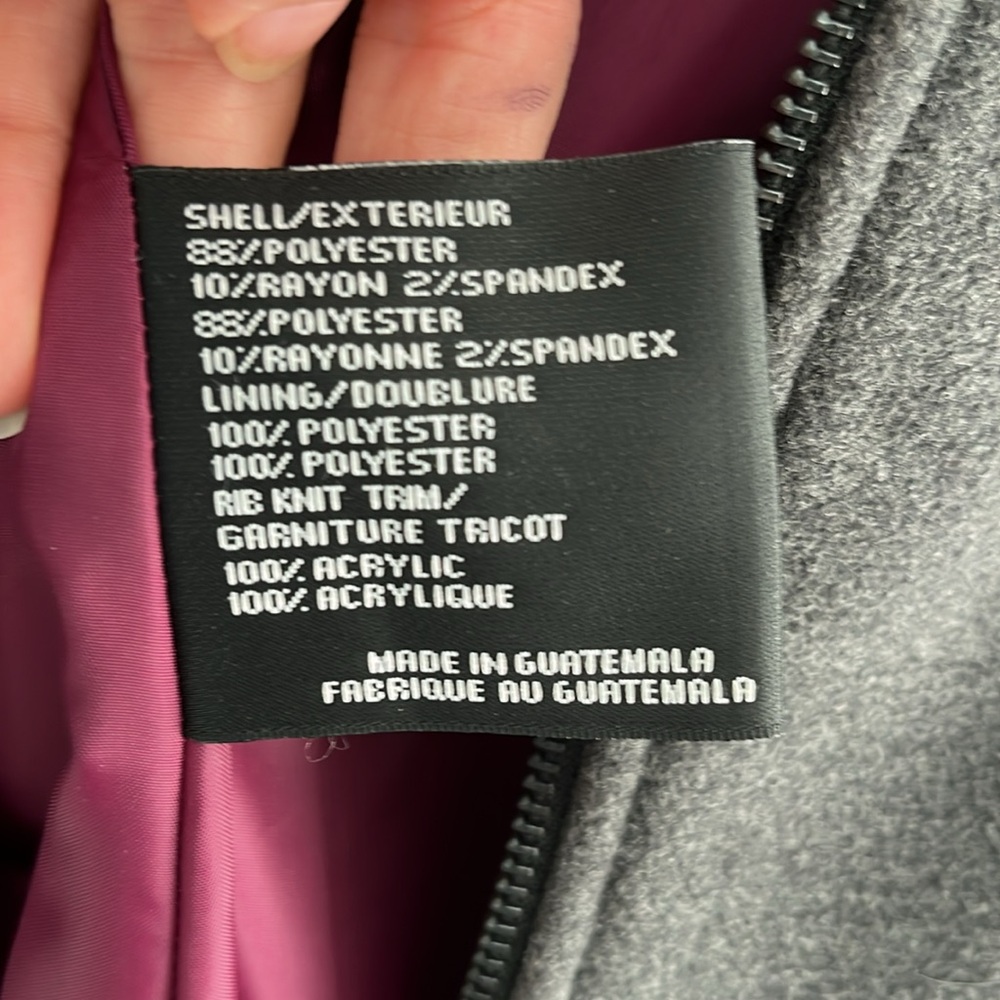 SHELL/EXTERIEUR
88%POLYESTER
10%RAYON 2%SPANDEX
88%POLYESTER
10%RAYONNE 2%SPANDEX
LINING/DOUBLURE
100% POLYESTER
100% POLYESTER
RIB KNIT TRIM/
GARNITURE TRICOT
100% ACRYLIC
100% ACRYLIQUE
MADE IN GUATEMALA
FABRIQUE AU GUATEMALA